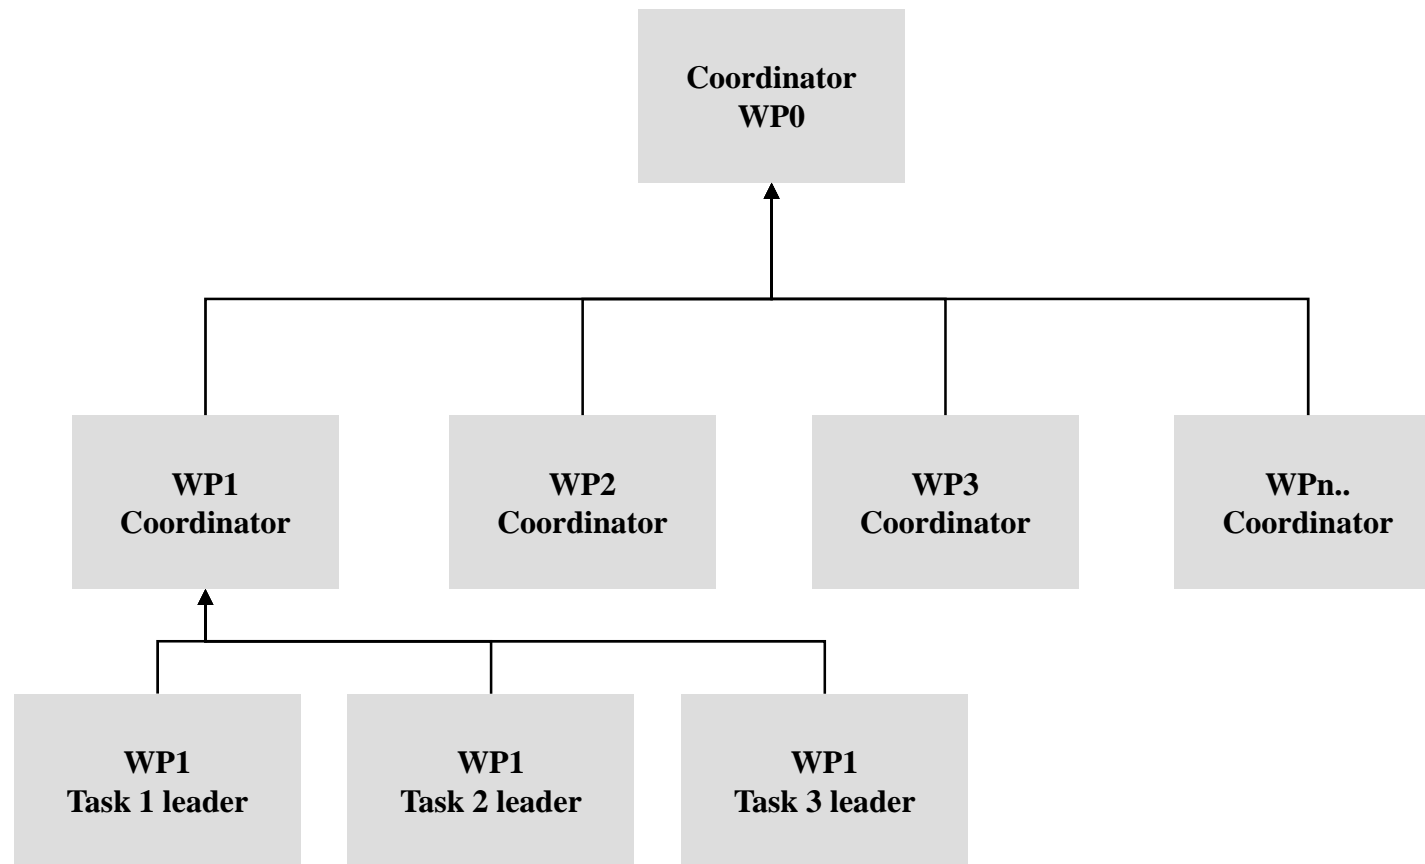 Coordinator
WP0
WP1
Coordinator
WP2
Coordinator
WP3
Coordinator
WPn..
Coordinator
WP1
Task 1 leader
WP1
Task 2 leader
WP1
Task 3 leader